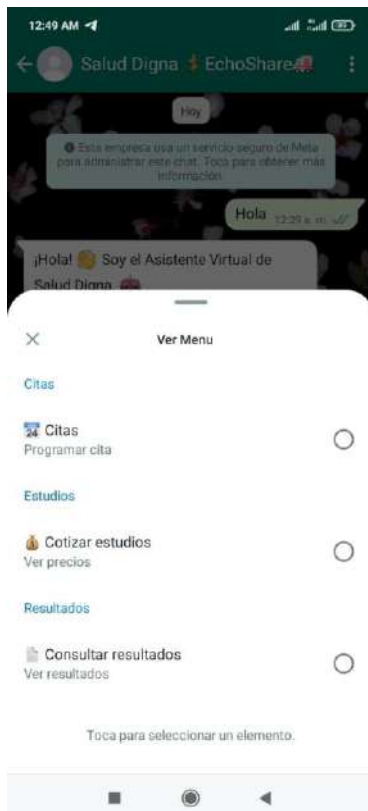 12:49 AM
Salud Digna EchoShare
Hoy
Esta empresa usa un servicio seguro de Meta
para administrar este chat. Toca para obtener más
información.
Hola 12:29 a. m.
¡Hola! Soy el Asistente Virtual de
Salud Digna
Ver Menu
Citas
24 Citas
Programar cita
Estudios
Cotizar estudios
Ver precios
Resultados
Consultar resultados
Ver resultados
Toca para seleccionar un elemento.